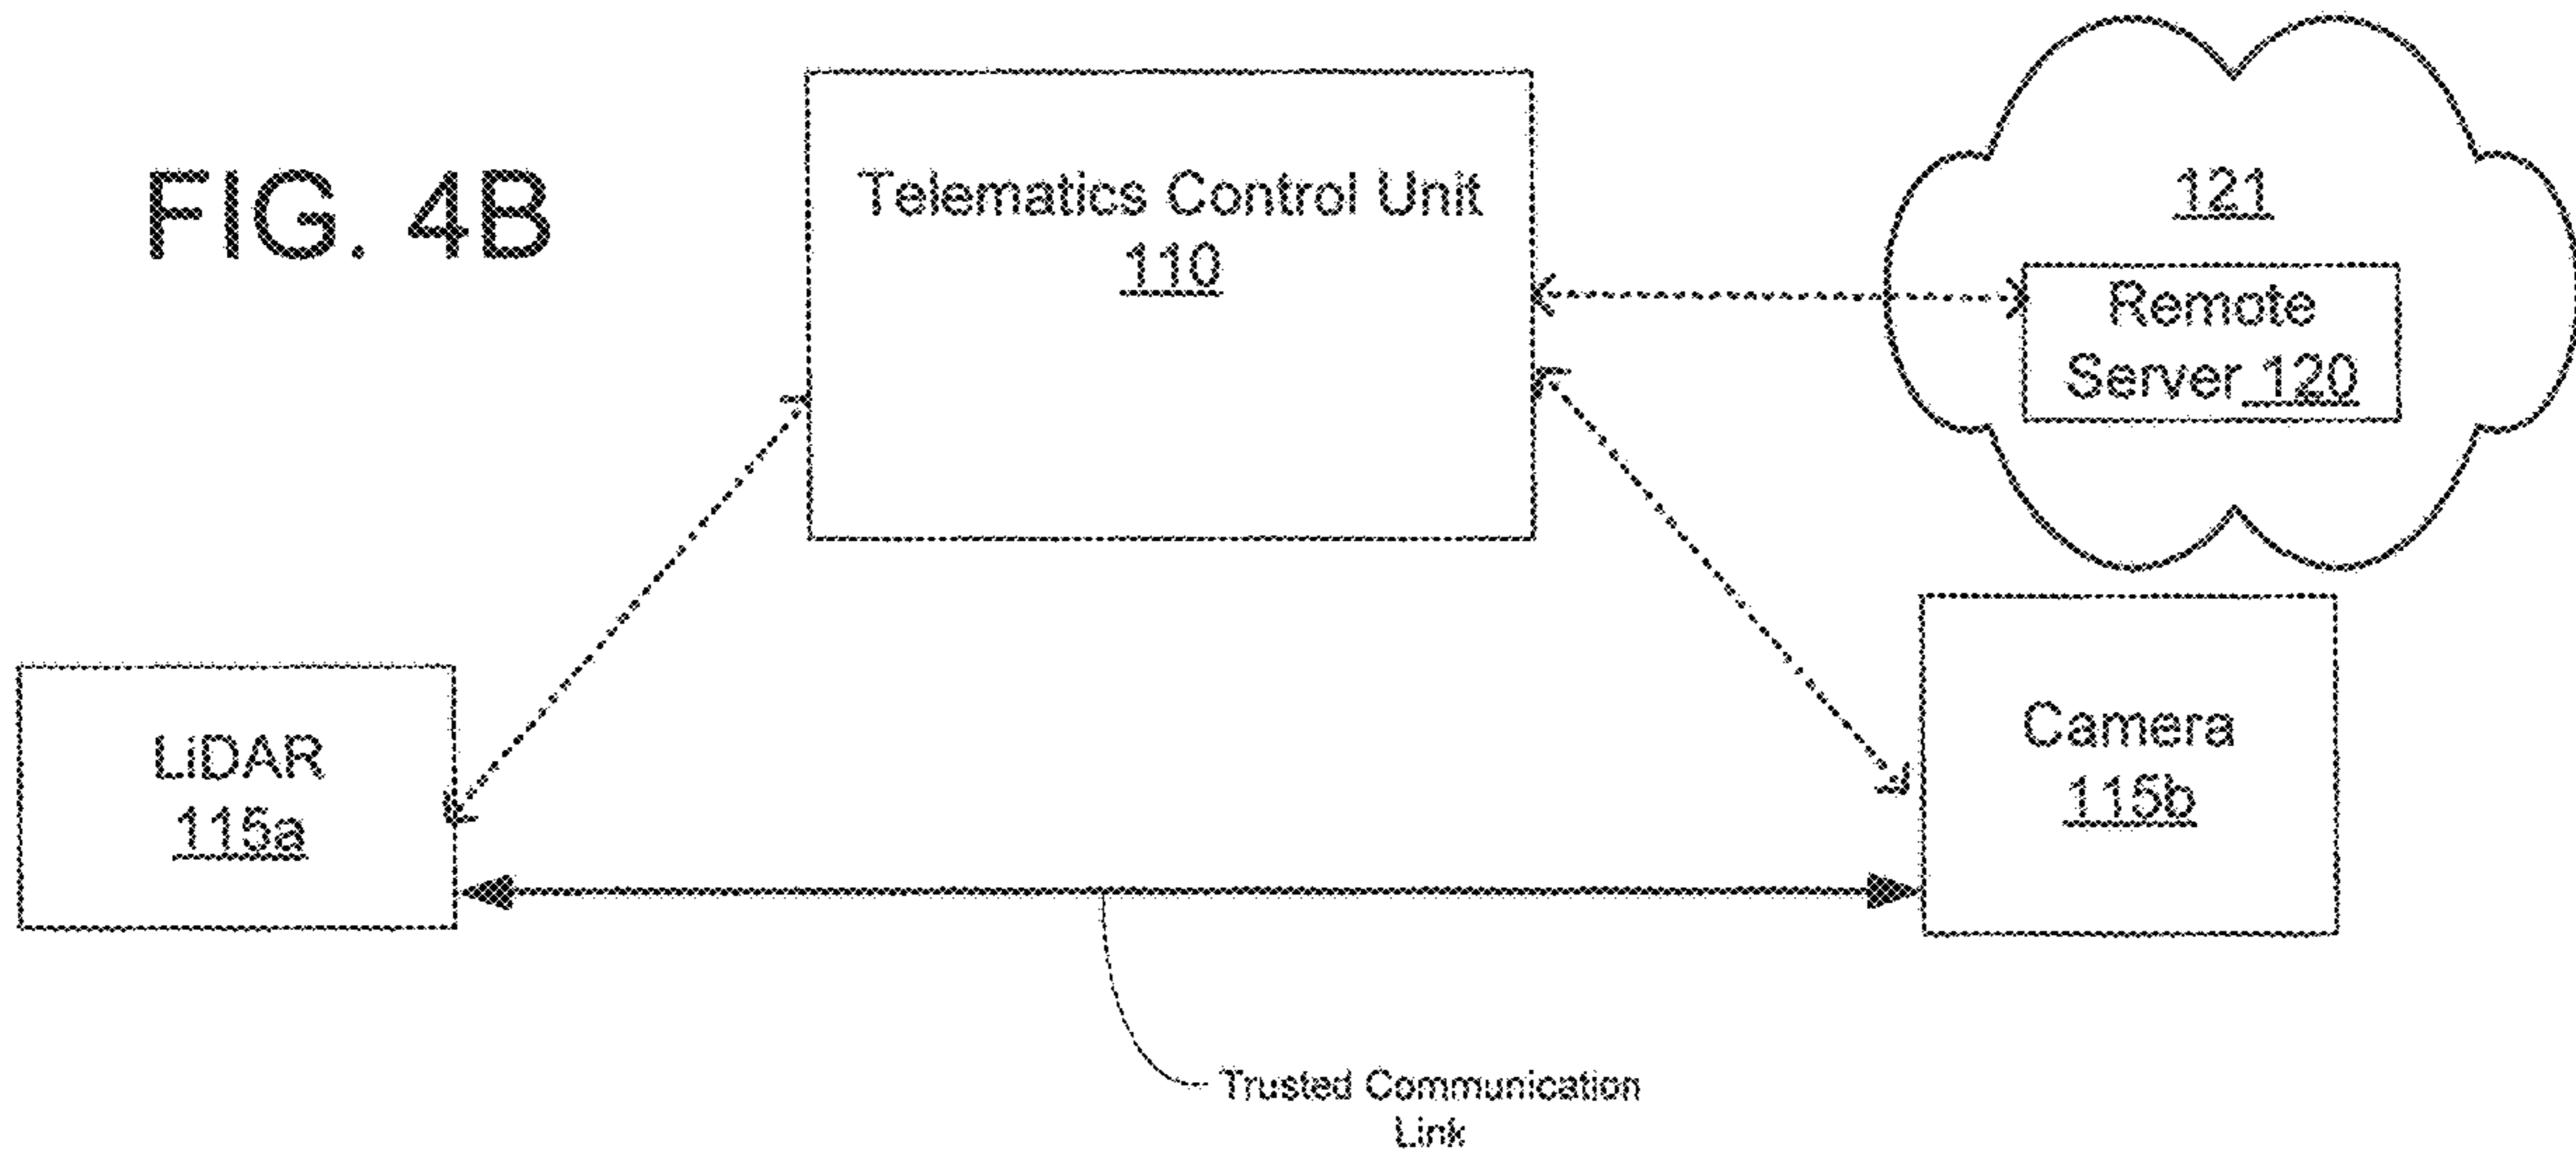 FIG. 4B
Telematics Control Unit
110
121
Remote
Server 120
LiDAR
115a
Camera
115b
Trusted Communication
Link